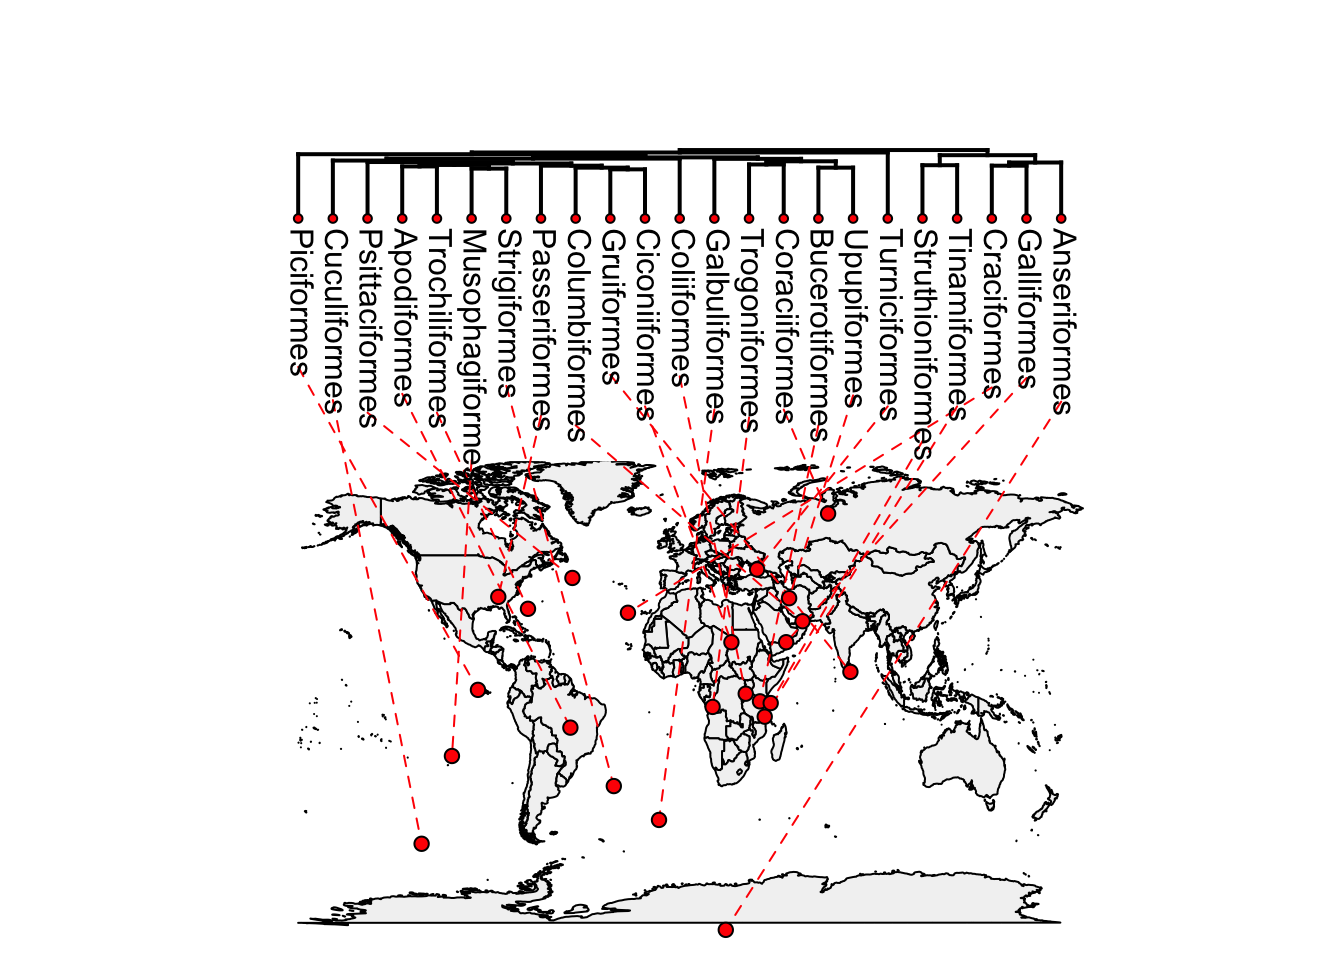 Piciformes
Cuculiformes
Psittaciformes
Apodiformes
Trochiliformes
Musophagiformes
Strigiformes
Passeriformes
Columbiformes
Gruiformes
Ciconiiformes
Coliiformes
Galbuliformes
Trogoniformes
Coraciiformes
Bucerotiformes
Upupiformes
Turniciformes
Struthioniformes
Tinamiformes
Craciformes
Galliformes
Anseriformes